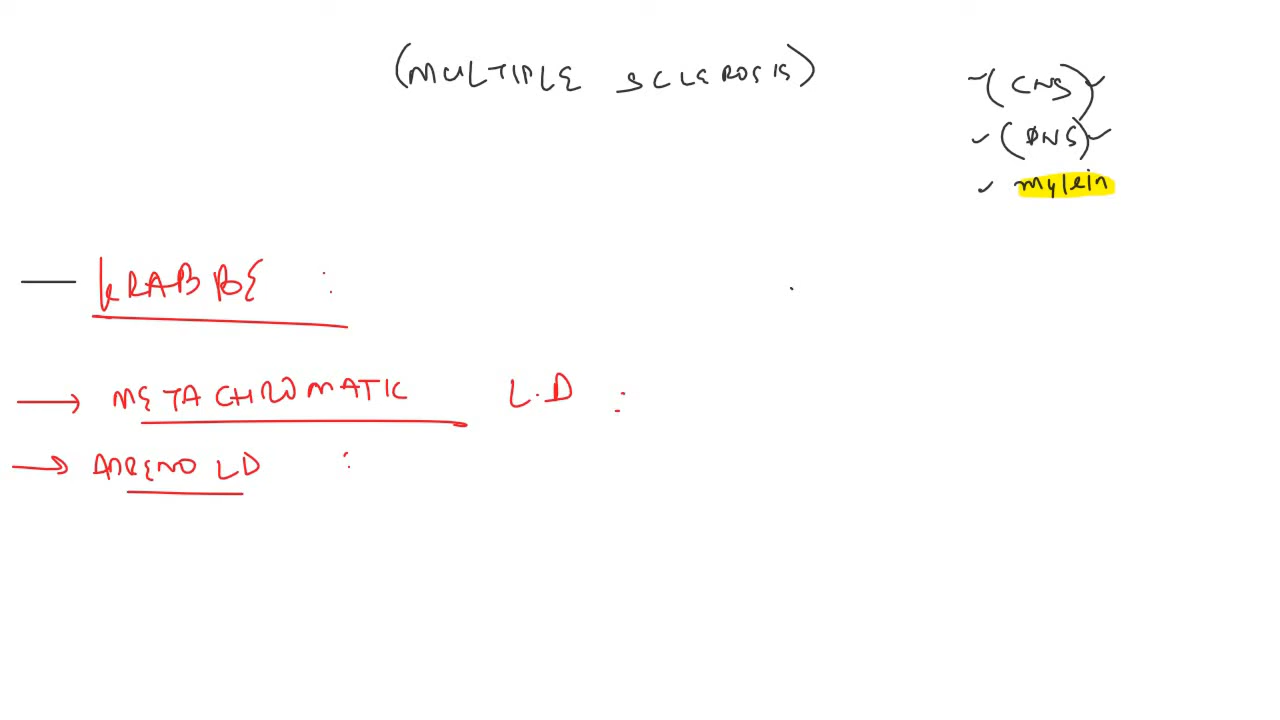 (MULTIPLE SCLEROSIS)
(CNS)
(PNS)
mylein
KRABBE :
METACHROMATIC L.D :
ADRENO LD :